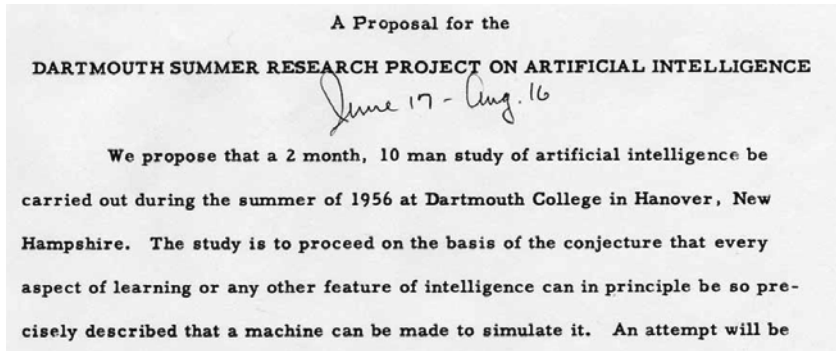 A Proposal for the
DARTMOUTH SUMMER RESEARCH PROJECT ON ARTIFICIAL INTELLIGENCE
June 17 - Aug. 16
We propose that a 2 month, 10 man study of artificial intelligence be
carried out during the summer of 1956 at Dartmouth College in Hanover, New
Hampshire. The study is to proceed on the basis of the conjecture that every
aspect of learning or any other feature of intelligence can in principle be so pre-
cisely described that a machine can be made to simulate it. An attempt will be